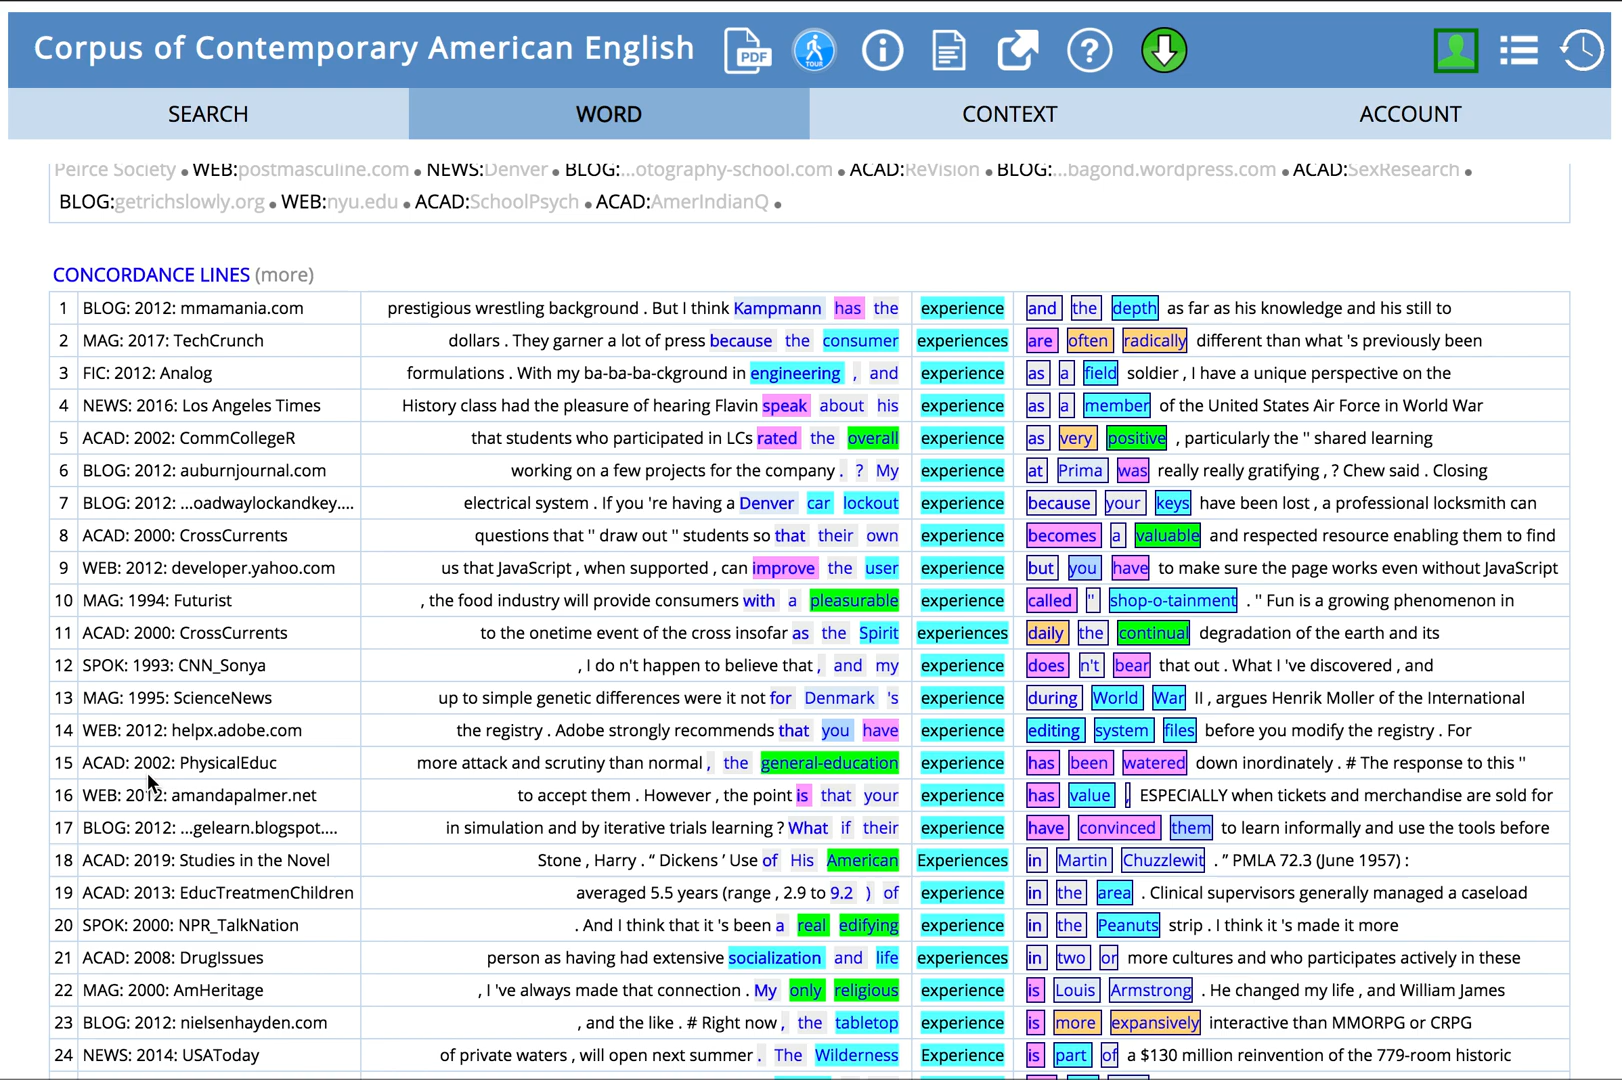 Corpus of Contemporary American English PDF TOUR
SEARCH WORD CONTEXT ACCOUNT
Peirce Society • WEB:postmasculine.com • NEWS:Denver • BLOG:...otography-school.com • ACAD:ReVision • BLOG:...bagond.wordpress.com • ACAD:SexResearch •
BLOG:getrichslowly.org • WEB:nyu.edu • ACAD:SchoolPsych • ACAD:AmerIndianQ •
CONCORDANCE LINES (more)
1 BLOG: 2012: mmamania.com prestigious wrestling background . But I think Kampmann has the experience and the depth as far as his knowledge and his still to
2 MAG: 2017: TechCrunch dollars . They garner a lot of press because the consumer experiences are often radically different than what 's previously been
3 FIC: 2012: Analog formulations . With my ba-ba-ba-ckground in engineering , and experience as a field soldier , I have a unique perspective on the
4 NEWS: 2016: Los Angeles Times History class had the pleasure of hearing Flavin speak about his experience as a member of the United States Air Force in World War
5 ACAD: 2002: CommCollegeR that students who participated in LCs rated the overall experience as very positive , particularly the " shared learning
6 BLOG: 2012: auburnjournal.com working on a few projects for the company . ? My experience at Prima was really really gratifying , ? Chew said . Closing
7 BLOG: 2012: ...oadwaylockandkey.... electrical system . If you 're having a Denver car lockout experience because your keys have been lost , a professional locksmith can
8 ACAD: 2000: CrossCurrents questions that " draw out " students so that their own experience becomes a valuable and respected resource enabling them to find
9 WEB: 2012: developer.yahoo.com us that JavaScript , when supported , can improve the user experience but you have to make sure the page works even without JavaScript
10 MAG: 1994: Futurist , the food industry will provide consumers with a pleasurable experience called " shop-o-tainment . " Fun is a growing phenomenon in
11 ACAD: 2000: CrossCurrents to the onetime event of the cross insofar as the Spirit experiences daily the continual degradation of the earth and its
12 SPOK: 1993: CNN_Sonya , I do n't happen to believe that , and my experience does n't bear that out . What I 've discovered , and
13 MAG: 1995: ScienceNews up to simple genetic differences were it not for Denmark 's experience during World War II , argues Henrik Moller of the International
14 WEB: 2012: helpx.adobe.com the registry . Adobe strongly recommends that you have experience editing system files before you modify the registry . For
15 ACAD: 2002: PhysicalEduc more attack and scrutiny than normal , the general-education experience has been watered down inordinately . # The response to this "
16 WEB: 2012: amandapalmer.net to accept them . However , the point is that your experience has value , ESPECIALLY when tickets and merchandise are sold for
17 BLOG: 2012: ...gelearn.blogspot.... in simulation and by iterative trials learning ? What if their experience have convinced them to learn informally and use the tools before
18 ACAD: 2019: Studies in the Novel Stone , Harry . “ Dickens ’ Use of His American Experiences in Martin Chuzzlewit . ” PMLA 72.3 (June 1957) :
19 ACAD: 2013: EducTreatmenChildren averaged 5.5 years (range , 2.9 to 9.2 ) of experience in the area . Clinical supervisors generally managed a caseload
20 SPOK: 2000: NPR_TalkNation . And I think that it 's been a real edifying experience in the Peanuts strip . I think it 's made it more
21 ACAD: 2008: DrugIssues person as having had extensive socialization and life experiences in two or more cultures and who participates actively in these
22 MAG: 2000: AmHeritage , I 've always made that connection . My only religious experience is Louis Armstrong . He changed my life , and William James
23 BLOG: 2012: nielsenhayden.com , and the like . # Right now , the tabletop experience is more expansively interactive than MMORPG or CRPG
24 NEWS: 2014: USAToday of private waters , will open next summer . The Wilderness Experience is part of a $130 million reinvention of the 779-room historic